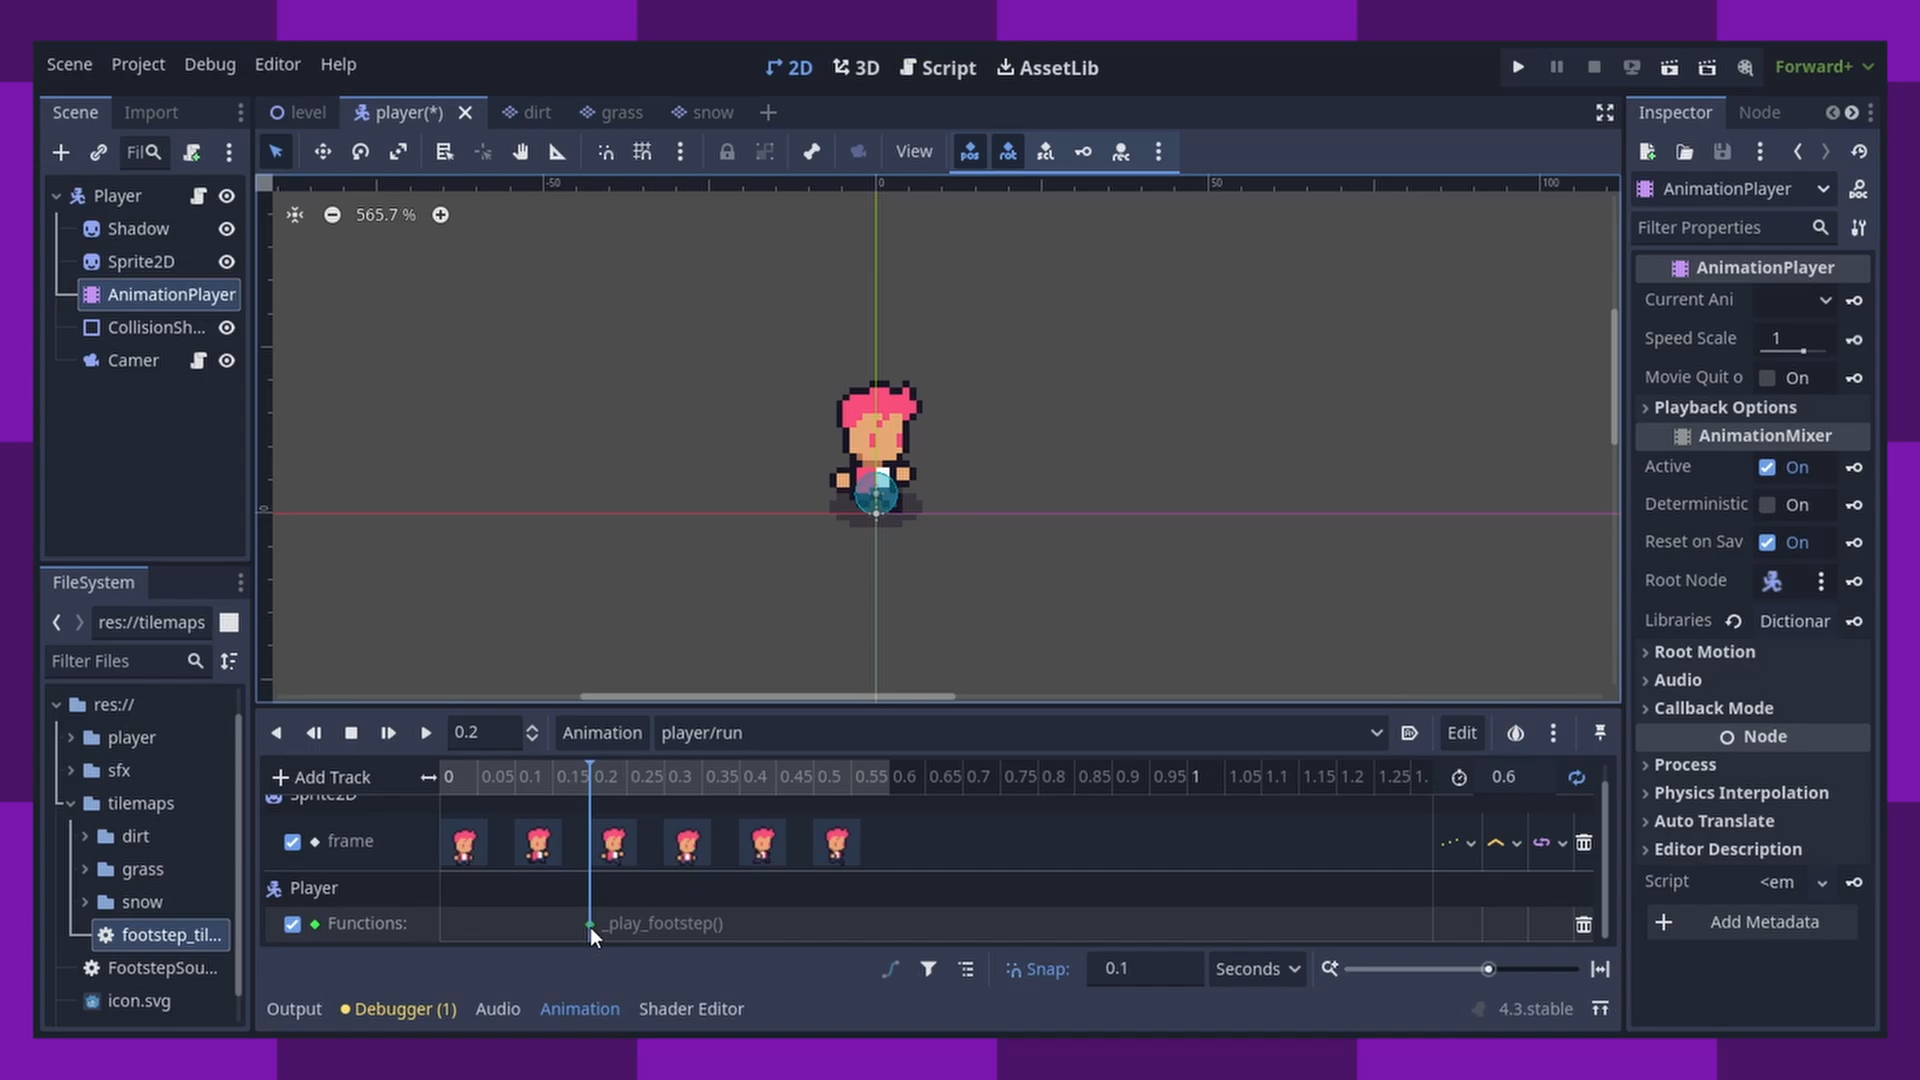 Scene Project Debug Editor Help
2D 3D Script AssetLib
Forward+
Scene Import
level player(*) dirt grass snow
Inspector Node
Fil
View
Player
Shadow
Sprite2D
AnimationPlayer
CollisionSh...
Camer
-50 0 50 100
565.7 %
0
AnimationPlayer
Filter Properties
AnimationPlayer
Current Ani
Speed Scale 1
Movie Quit o On
Playback Options
AnimationMixer
Active On
Deterministic On
Reset on Sav On
Root Node
Libraries Dictionar
Root Motion
Audio
Callback Mode
Node
Process
Physics Interpolation
Auto Translate
Editor Description
Script <em
Add Metadata
FileSystem
res://tilemaps
Filter Files
res://
player
sfx
tilemaps
dirt
grass
snow
footstep_til...
FootstepSou...
icon.svg
0.2 Animation player/run Edit
Add Track 0 0.05 0.1 0.15 0.2 0.25 0.3 0.35 0.4 0.45 0.5 0.55 0.6 0.65 0.7 0.75 0.8 0.85 0.9 0.95 1 1.05 1.1 1.15 1.2 1.25 1. 0.6
Sprite2D
frame
Player
Functions: _play_footstep()
Snap: 0.1 Seconds
Output Debugger (1) Audio Animation Shader Editor 4.3.stable